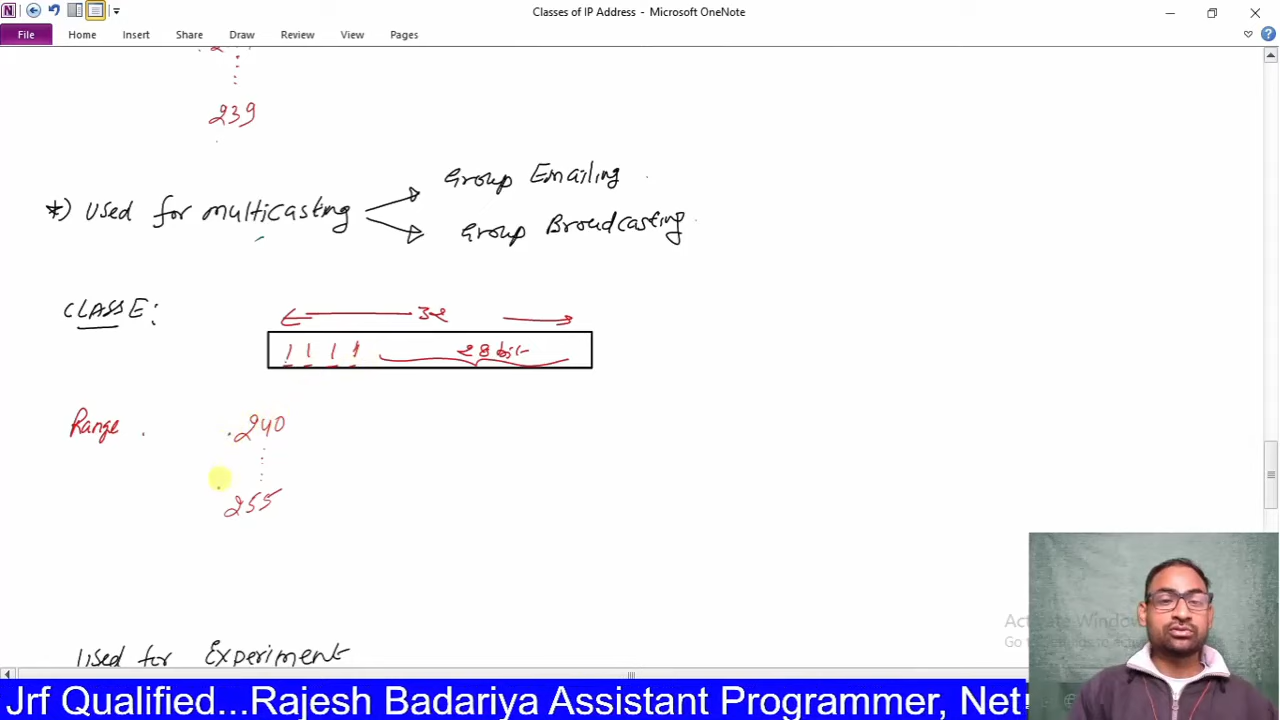 Classes of IP Address - Microsoft OneNote
File Home Insert Share Draw Review View Pages
239
*) Used for multicasting
Group Emailing
Group Broadcasting
CLASS E:
32
1 1 1 1 28 bit
Range
240
255
Used for Experiment
Activate Windows
Jrf Qualified...Rajesh Badariya Assistant Programmer, Net